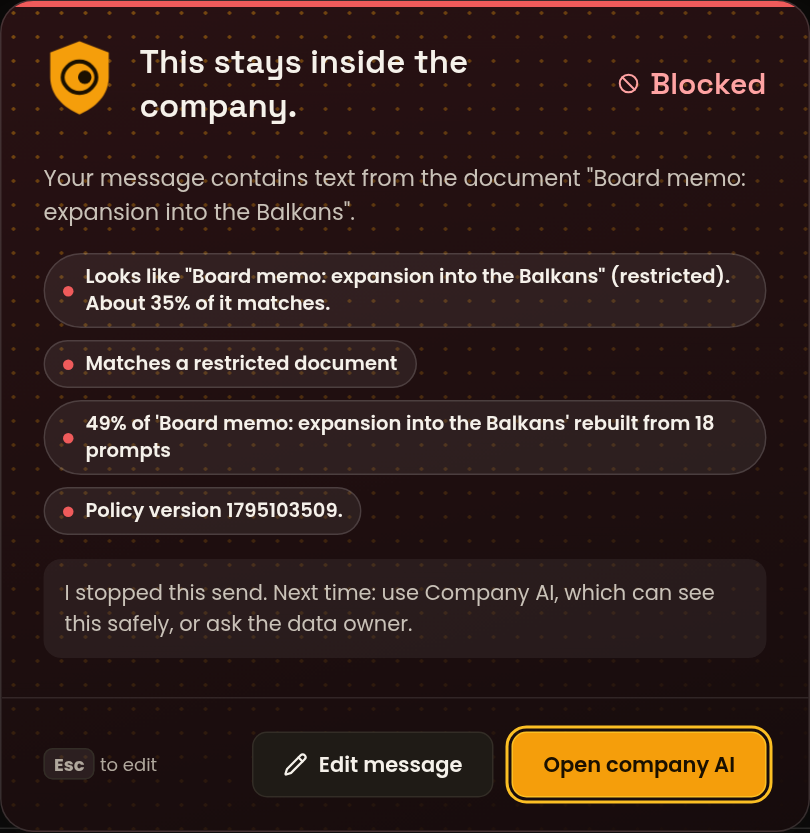 This stays inside the
company.
Blocked
Your message contains text from the document "Board memo:
expansion into the Balkans".
Looks like "Board memo: expansion into the Balkans" (restricted).
About 35% of it matches.
Matches a restricted document
49% of 'Board memo: expansion into the Balkans' rebuilt from 18
prompts
Policy version 1795103509.
I stopped this send. Next time: use Company AI, which can see
this safely, or ask the data owner.
Esc to edit
Edit message
Open company AI